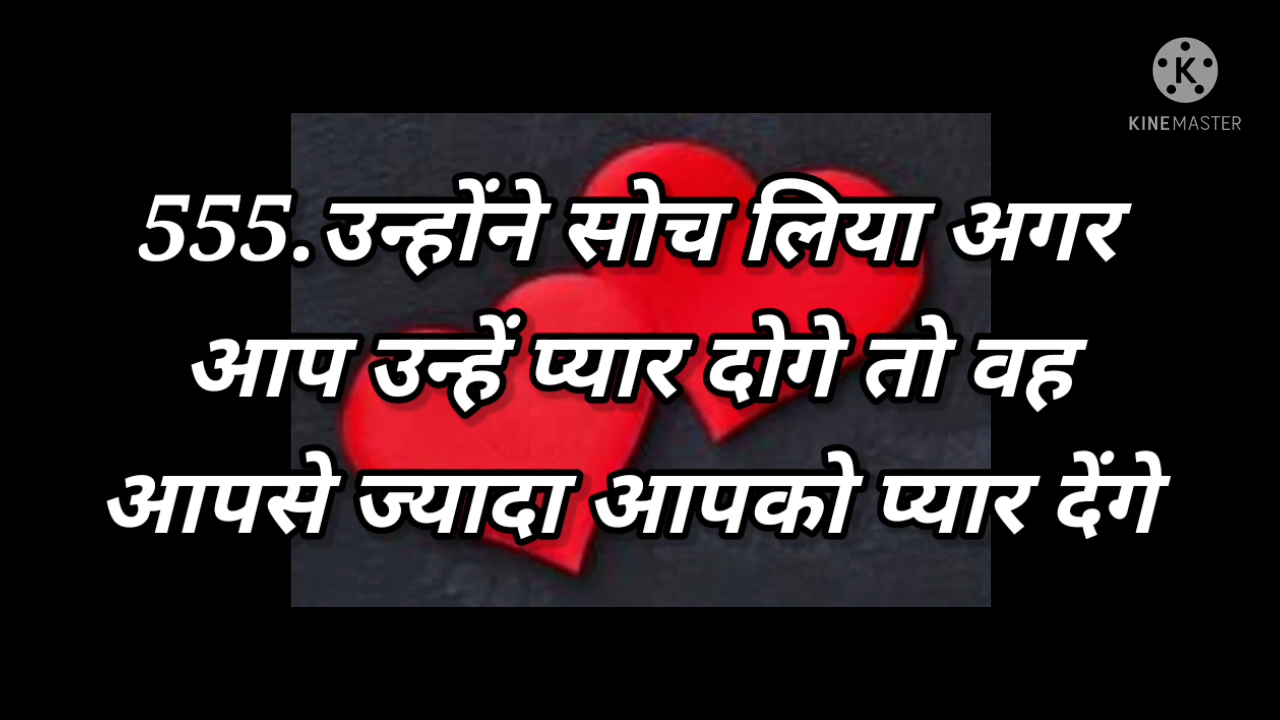 KINEMASTER
555.उन्होंने सोच लिया अगर
आप उन्हें प्यार दोगे तो वह
आपसे ज्यादा आपको प्यार देंगे